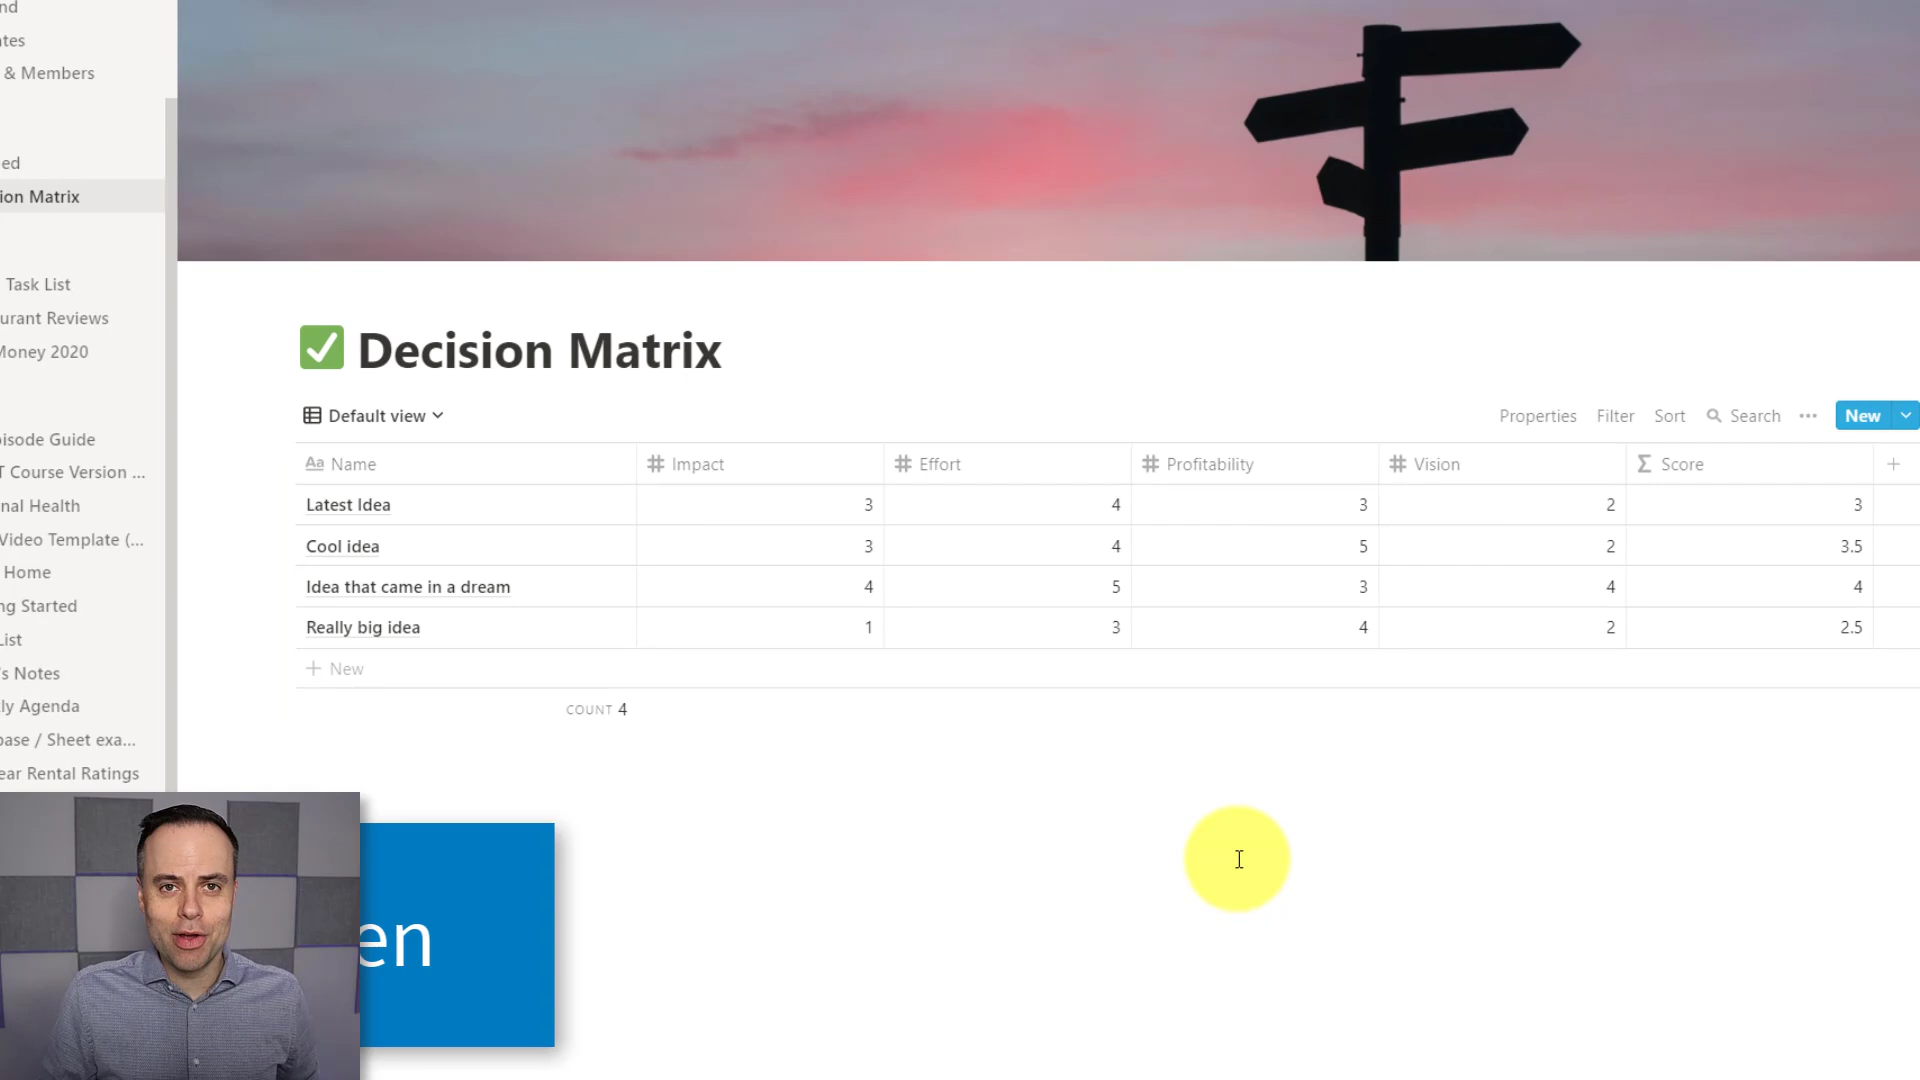 nd
ates
& Members
ed
ion Matrix
Task List
urant Reviews
Money 2020
isode Guide
T Course Version ...
nal Health
Video Template (...
Home
ng Started
List
's Notes
ly Agenda
base / Sheet exa...
ear Rental Ratings
Decision Matrix
Default view
Properties Filter Sort Search ... New
Aa Name # Impact # Effort # Profitability # Vision Σ Score +
Latest Idea 3 4 3 2 3
Cool idea 3 4 5 2 3.5
Idea that came in a dream 4 5 3 4 4
Really big idea 1 3 4 2 2.5
+ New
COUNT 4
en